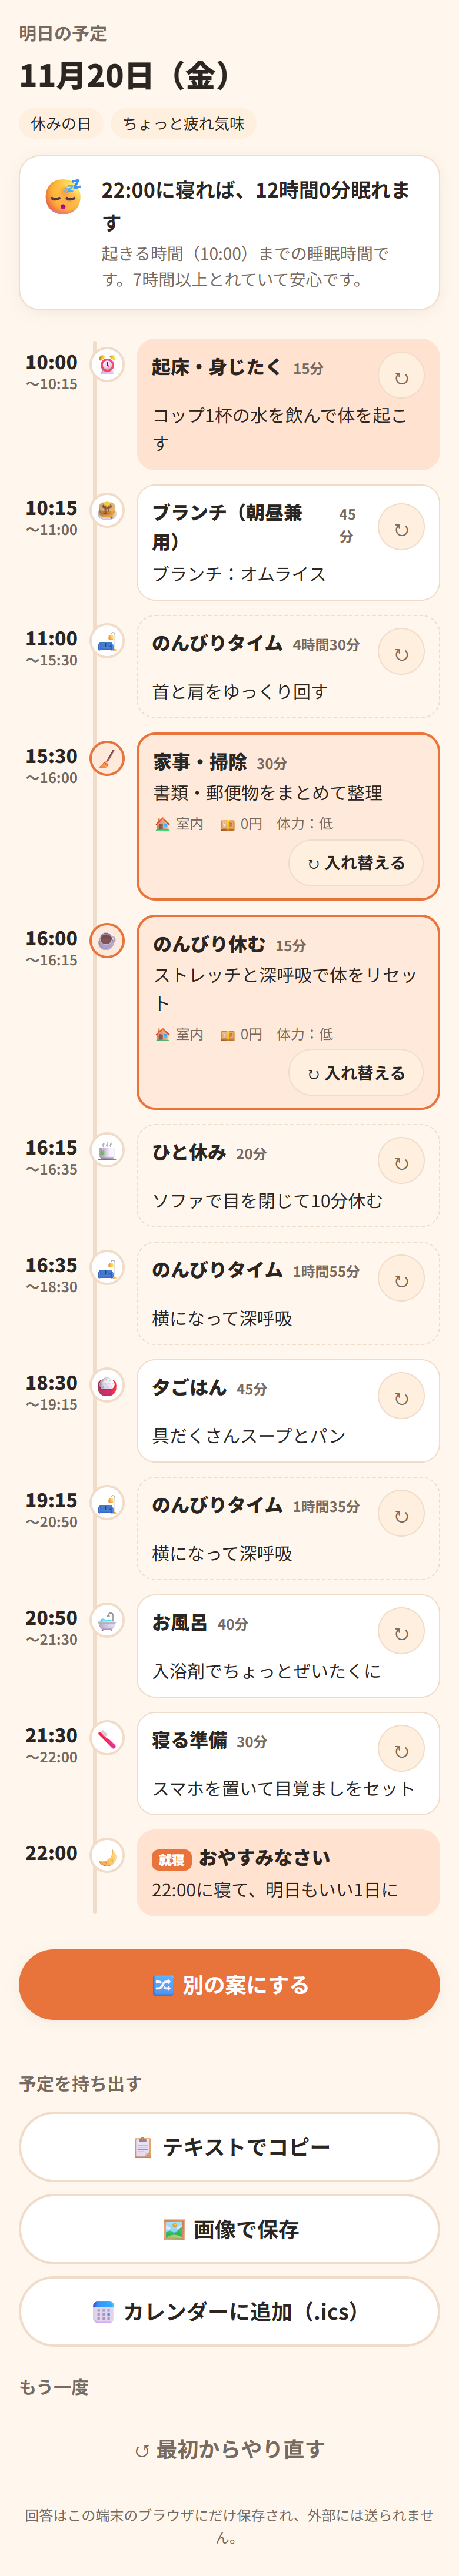 明日の予定
11月20日（金）
休みの日 ちょっと疲れ気味
22:00に寝れば、12時間0分眠れま
す
起きる時間（10:00）までの睡眠時間で
す。7時間以上とれていて安心です。
10:00 起床・身じたく 15分 ↻
〜10:15
コップ1杯の水を飲んで体を起こ
す
10:15 ブランチ（朝昼兼 45 ↻
〜11:00 用） 分
ブランチ：オムライス
11:00 のんびりタイム 4時間30分 ↻
〜15:30
首と肩をゆっくり回す
15:30 家事・掃除 30分
〜16:00 書類・郵便物をまとめて整理
室内 0円 体力：低
↻ 入れ替える
16:00 のんびり休む 15分
〜16:15 ストレッチと深呼吸で体をリセッ
ト
室内 0円 体力：低
↻ 入れ替える
16:15 ひと休み 20分 ↻
〜16:35
ソファで目を閉じて10分休む
16:35 のんびりタイム 1時間55分 ↻
〜18:30
横になって深呼吸
18:30 夕ごはん 45分 ↻
〜19:15
具だくさんスープとパン
19:15 のんびりタイム 1時間35分 ↻
〜20:50
横になって深呼吸
20:50 お風呂 40分 ↻
〜21:30
入浴剤でちょっとぜいたくに
21:30 寝る準備 30分 ↻
〜22:00
スマホを置いて目覚ましをセット
22:00 就寝 おやすみなさい
22:00に寝て、明日もいい1日に
🔀 別の案にする
予定を持ち出す
テキストでコピー
画像で保存
カレンダーに追加（.ics）
もう一度
↺ 最初からやり直す
回答はこの端末のブラウザにだけ保存され、外部には送られませ
ん。